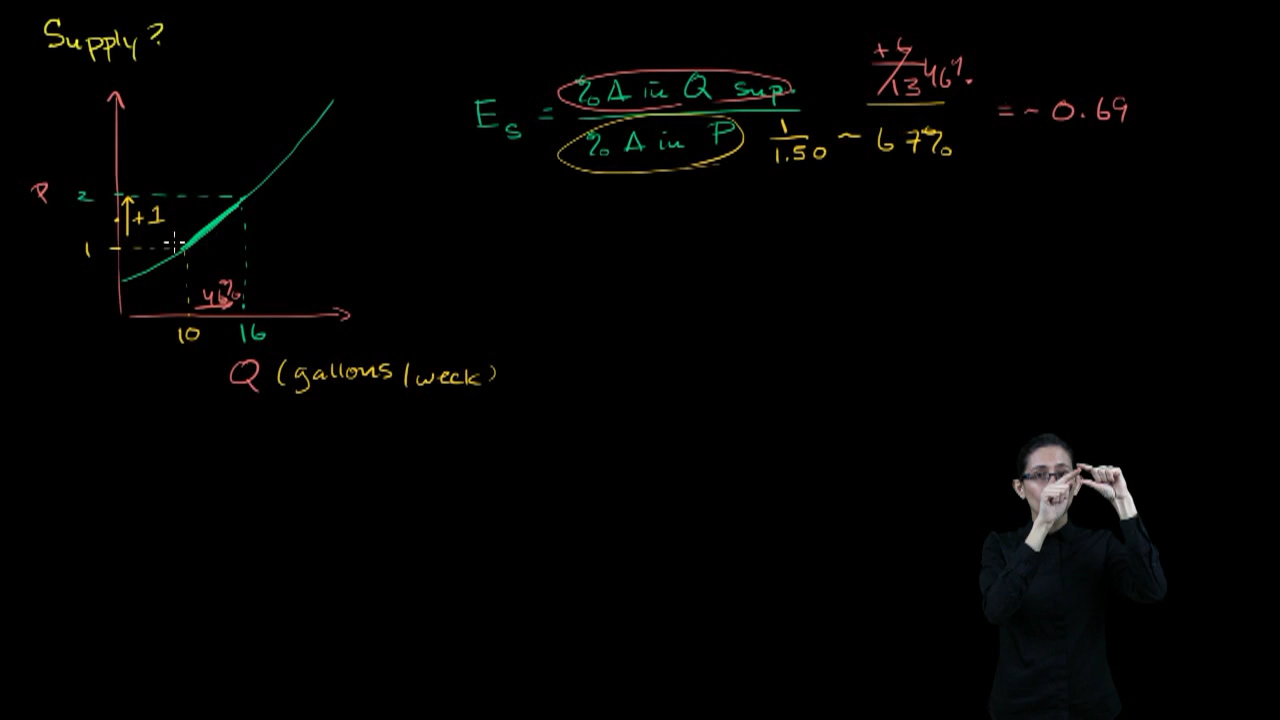 Supply?
E_S = %Δ in Q sup. / %Δ in P
+6/13 46%
1/1.50 ~ 67%
= ~ 0.69
P
2
+1
1
46%
10 16
Q (gallons/week)